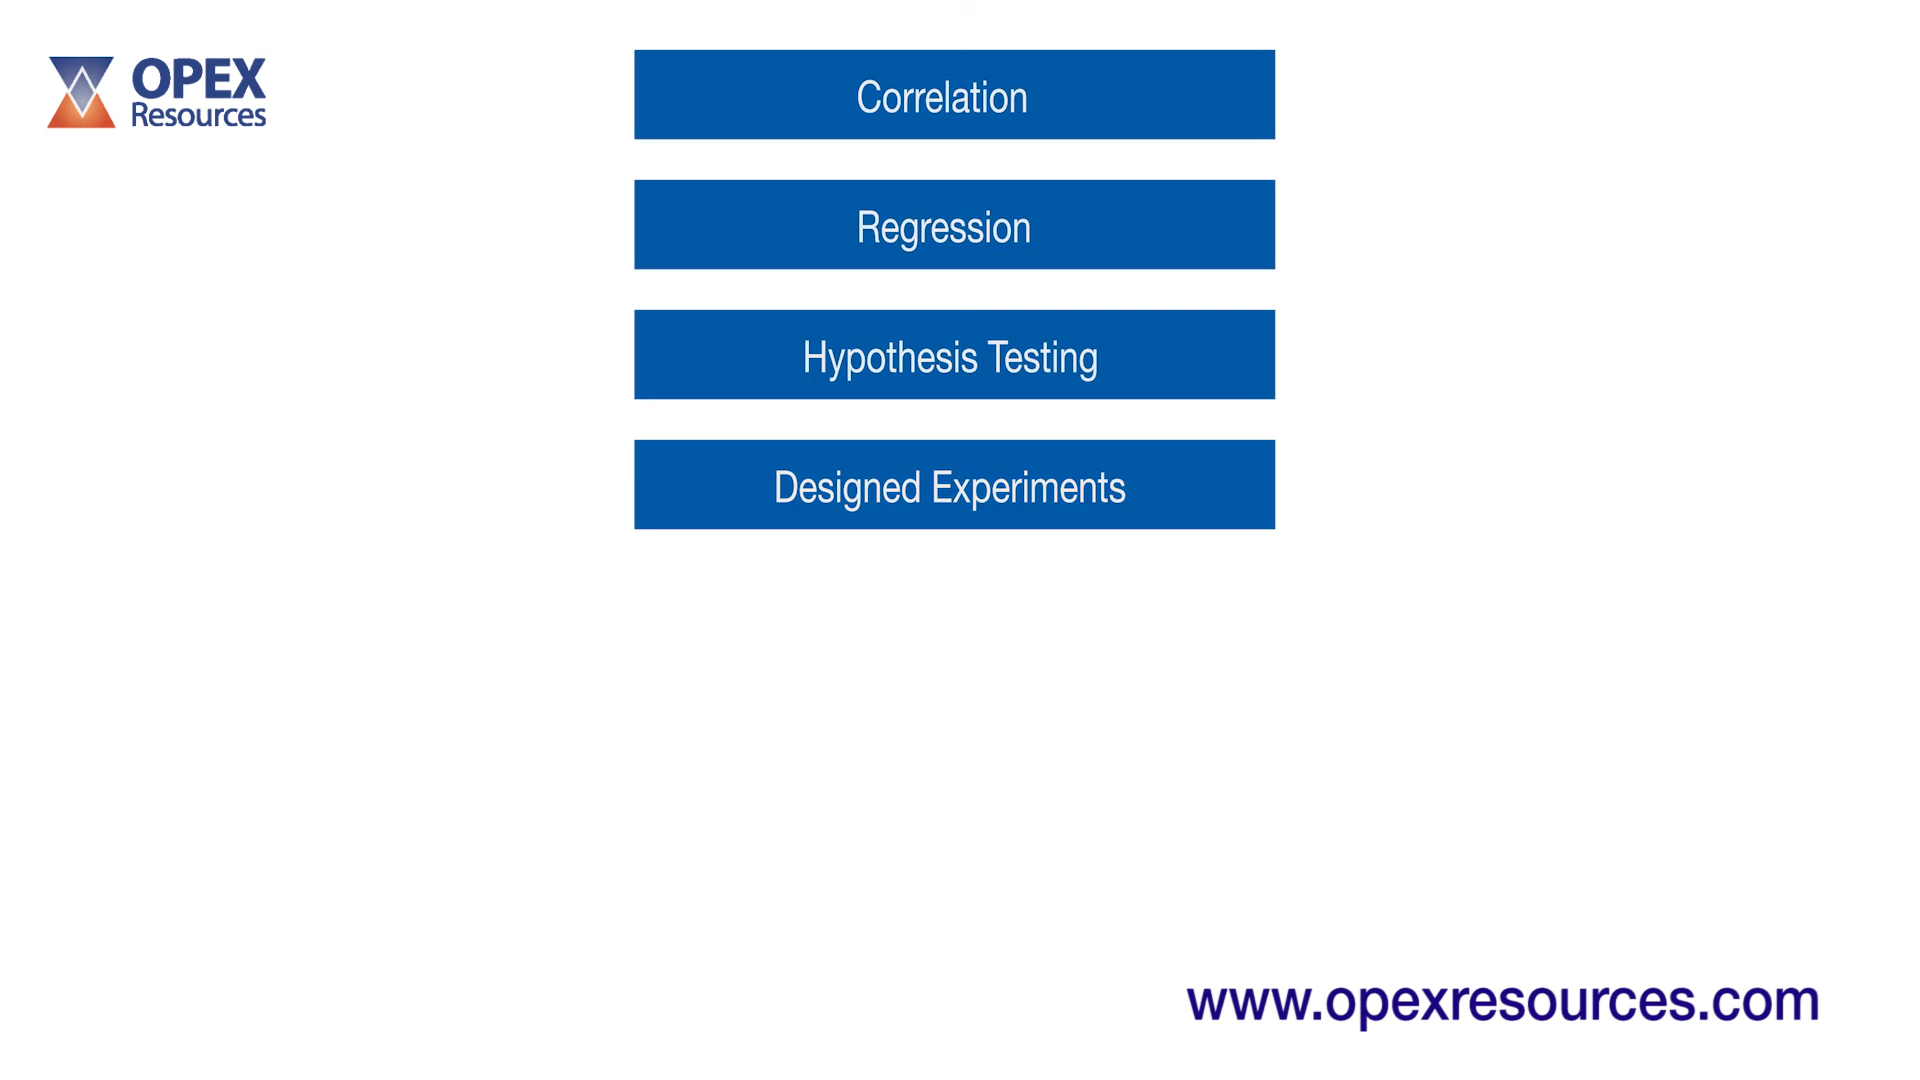 OPEX
Resources
Correlation
Regression
Hypothesis Testing
Designed Experiments
www.opexresources.com